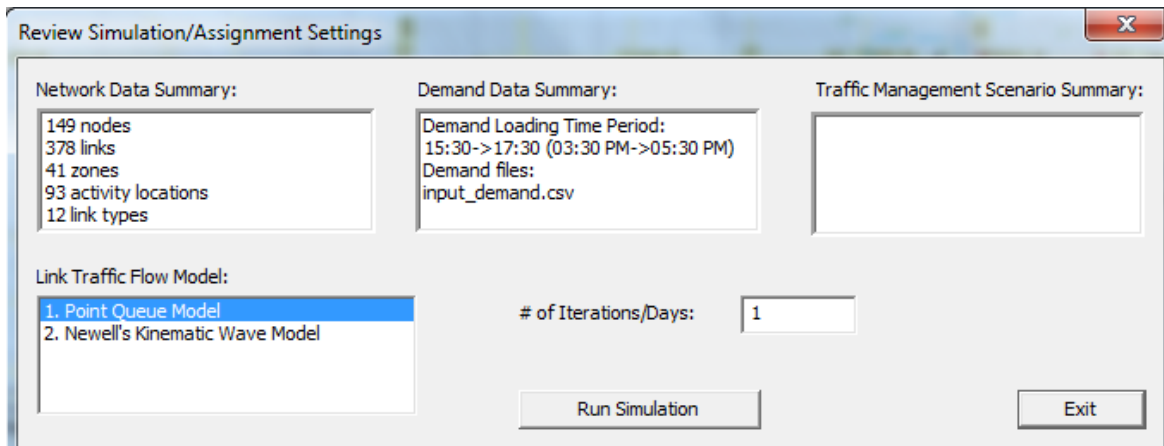 Review Simulation/Assignment Settings
Network Data Summary:
149 nodes
378 links
41 zones
93 activity locations
12 link types
Demand Data Summary:
Demand Loading Time Period:
15:30->17:30 (03:30 PM->05:30 PM)
Demand files:
input_demand.csv
Traffic Management Scenario Summary:
Link Traffic Flow Model:
1. Point Queue Model
2. Newell's Kinematic Wave Model
# of Iterations/Days:
1
Run Simulation
Exit